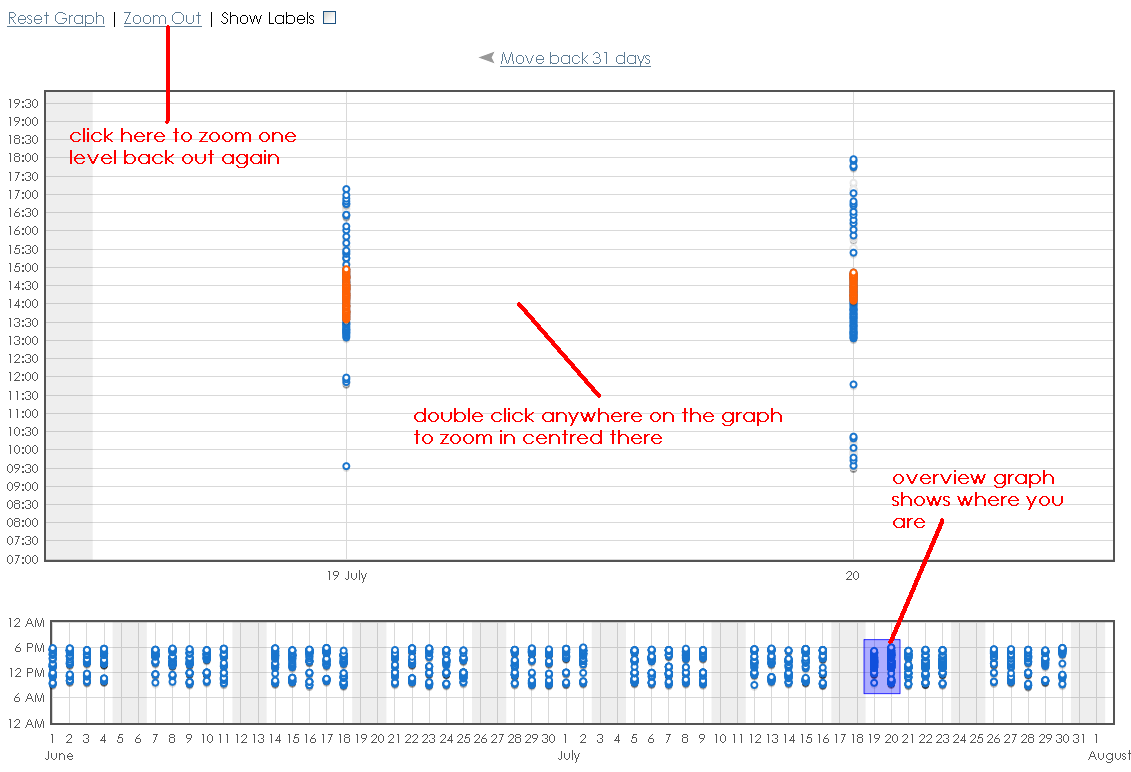 Reset Graph | Zoom Out | Show Labels
Move back 31 days
19:30
19:00
click here to zoom one
level back out again
18:30
18:00
17:30
17:00
16:30
16:00
15:30
15:00
14:30
14:00
13:30
13:00
12:30
12:00
11:30
11:00
double click anywhere on the graph
to zoom in centred there
10:30
10:00
09:30
09:00
overview graph
shows where you
are
08:30
08:00
07:30
07:00
19 July 20
12 AM
6 PM
12 PM
6 AM
12 AM
1 2 3 4 5 6 7 8 9 10 11 12 13 14 15 16 17 18 19 20 21 22 23 24 25 26 27 28 29 30 1 2 3 4 5 6 7 8 9 10 11 12 13 14 15 16 17 18 19 20 21 22 23 24 25 26 27 28 29 30 31 1
June July August